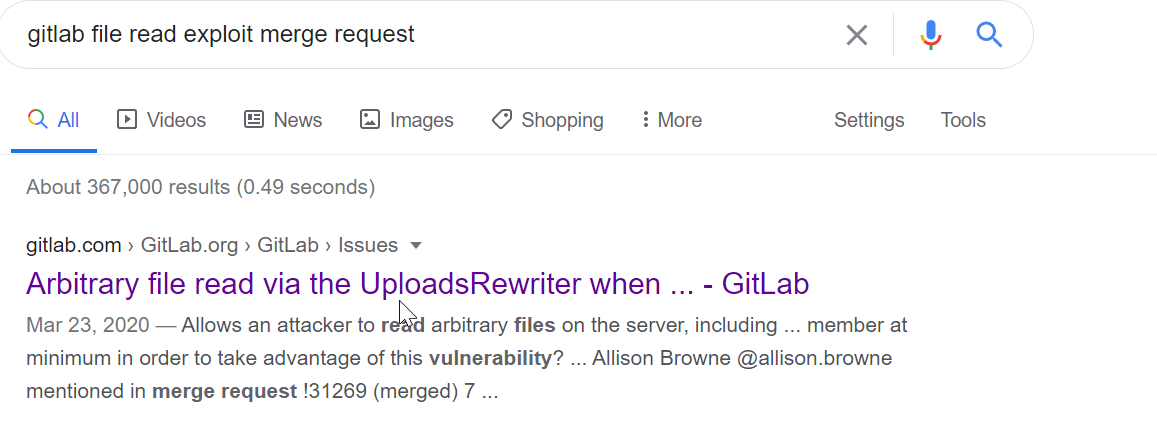 gitlab file read exploit merge request
All Videos News Images Shopping More Settings Tools
About 367,000 results (0.49 seconds)
gitlab.com › GitLab.org › GitLab › Issues
Arbitrary file read via the UploadsRewriter when ... - GitLab
Mar 23, 2020 — Allows an attacker to read arbitrary files on the server, including ... member at
minimum in order to take advantage of this vulnerability? ... Allison Browne @allison.browne
mentioned in merge request !31269 (merged) 7 ...